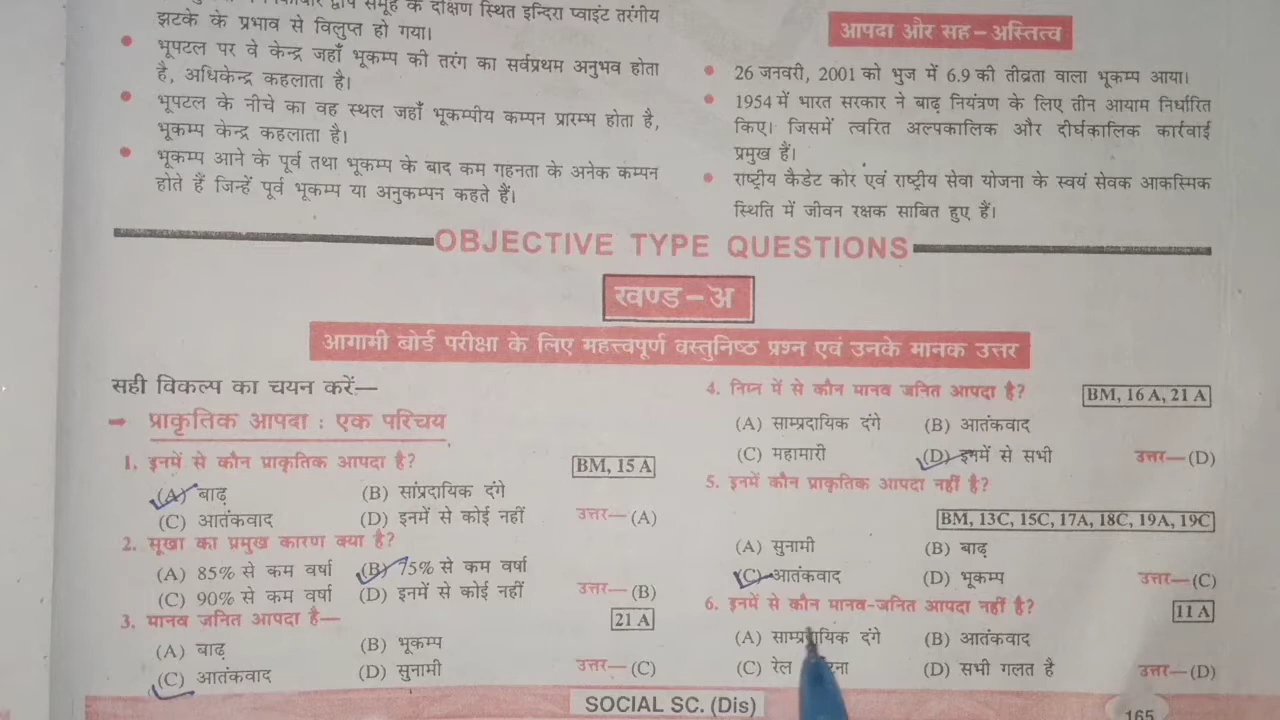 के दक्षिण स्थित इन्दिरा प्वाइंट तरंगीय
झटके के प्रभाव से विलुप्त हो गया।
भूपटल पर वे केन्द्र जहाँ भूकम्प की तरंग का सर्वप्रथम अनुभव होता
है, अधिकेन्द्र कहलाता है।
भूपटल के नीचे का वह स्थल जहाँ भूकम्पीय कम्पन प्रारम्भ होता है,
भूकम्प केन्द्र कहलाता है।
भूकम्प आने के पूर्व तथा भूकम्प के बाद कम गहनता के अनेक कम्पन
होते हैं जिन्हें पूर्व भूकम्प या अनुकम्पन कहते हैं।
आपदा और सह-अस्तित्व
26 जनवरी, 2001 को भुज में 6.9 की तीव्रता वाला भूकम्प आया।
1954 में भारत सरकार ने बाढ़ नियंत्रण के लिए तीन आयाम निर्धारित
किए। जिसमें त्वरित अल्पकालिक और दीर्घकालिक कार्रवाई
प्रमुख हैं।
राष्ट्रीय कैडेट कोर एवं राष्ट्रीय सेवा योजना के स्वयं सेवक आकस्मिक
स्थिति में जीवन रक्षक साबित हुए हैं।
OBJECTIVE TYPE QUESTIONS
खण्ड-अ
आगामी बोर्ड परीक्षा के लिए महत्त्वपूर्ण वस्तुनिष्ठ प्रश्न एवं उनके मानक उत्तर
सही विकल्प का चयन करें—
प्राकृतिक आपदा : एक परिचय
1. इनमें से कौन प्राकृतिक आपदा है? BM, 15 A
(A) बाढ़ (B) सांप्रदायिक दंगे
(C) आतंकवाद (D) इनमें से कोई नहीं उत्तर—(A)
2. सूखा का प्रमुख कारण क्या है?
(A) 85% से कम वर्षा (B) 75% से कम वर्षा
(C) 90% से कम वर्षा (D) इनमें से कोई नहीं उत्तर—(B)
3. मानव जनित आपदा है— 21 A
(A) बाढ़ (B) भूकम्प
(C) आतंकवाद (D) सुनामी उत्तर—(C)
4. निम्न में से कौन मानव जनित आपदा है? BM, 16 A, 21 A
(A) साम्प्रदायिक दंगे (B) आतंकवाद
(C) महामारी (D) इनमें से सभी उत्तर—(D)
5. इनमें कौन प्राकृतिक आपदा नहीं है?
BM, 13C, 15C, 17A, 18C, 19A, 19C
(A) सुनामी (B) बाढ़
(C) आतंकवाद (D) भूकम्प उत्तर—(C)
6. इनमें से कौन मानव-जनित आपदा नहीं है? 11 A
(A) साम्प्रदायिक दंगे (B) आतंकवाद
(C) रेल (D) सभी गलत है उत्तर—(D)
SOCIAL SC. (Dis)
165